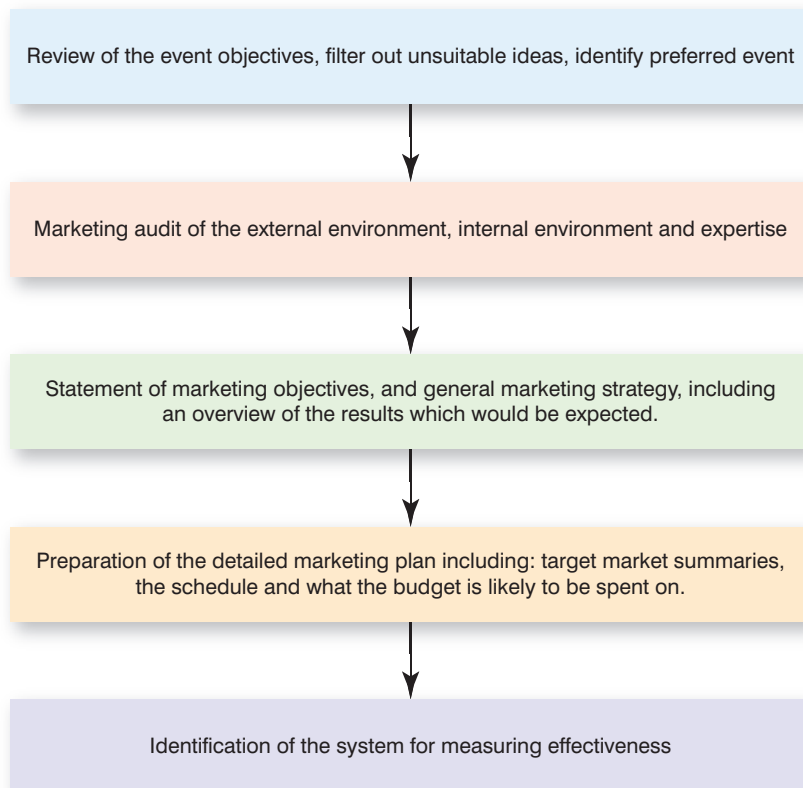 Review of the event objectives, filter out unsuitable ideas, identify preferred event
Marketing audit of the external environment, internal environment and expertise
Statement of marketing objectives, and general marketing strategy, including
an overview of the results which would be expected.
Preparation of the detailed marketing plan including: target market summaries,
the schedule and what the budget is likely to be spent on.
Identification of the system for measuring effectiveness